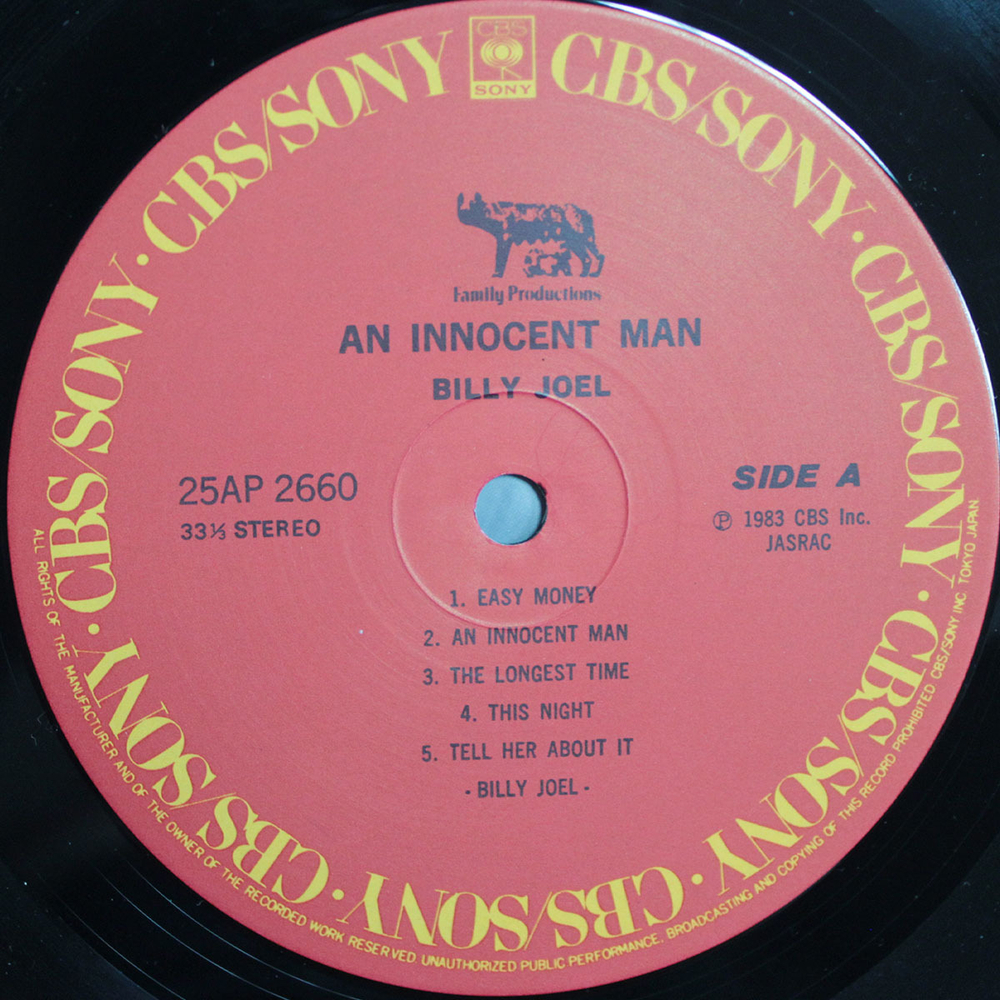 CBS/SONY · CBS/SONY · CBS/SONY · CBS/SONY · CBS/SONY · CBS/SONY · CBS/SONY · CBS/SONY
CBS
SONY
Family Productions
AN INNOCENT MAN
BILLY JOEL
25AP 2660
33⅓ STEREO
SIDE A
Ⓟ 1983 CBS Inc.
JASRAC
1. EASY MONEY
2. AN INNOCENT MAN
3. THE LONGEST TIME
4. THIS NIGHT
5. TELL HER ABOUT IT
- BILLY JOEL -
ALL RIGHTS OF THE MANUFACTURER AND OF THE OWNER OF THE RECORDED WORK RESERVED. UNAUTHORIZED PUBLIC PERFORMANCE, BROADCASTING AND COPYING OF THIS RECORD PROHIBITED CBS/SONY INC. TOKYO JAPAN